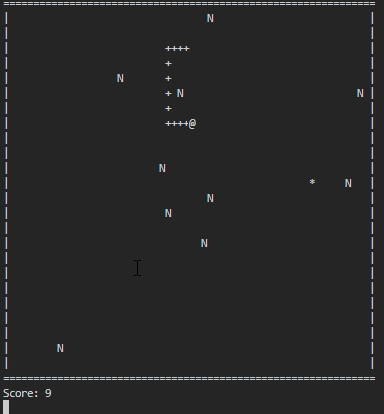 ==============================================================
|                                 N                          |
|                                                            |
|                          ++++                              |
|                          +                                 |
|                  N       +                                 |
|                          + N                             N |
|                          +                                 |
|                          ++++@                             |
|                                                            |
|                                                            |
|                         N                                  |
|                                                  *     N   |
|                                 N                          |
|                          N                                 |
|                                                            |
|                                N                           |
|                                                            |
|                                                            |
|                                                            |
|                                                            |
|                                                            |
|                                                            |
|        N                                                   |
|                                                            |
==============================================================
Score: 9